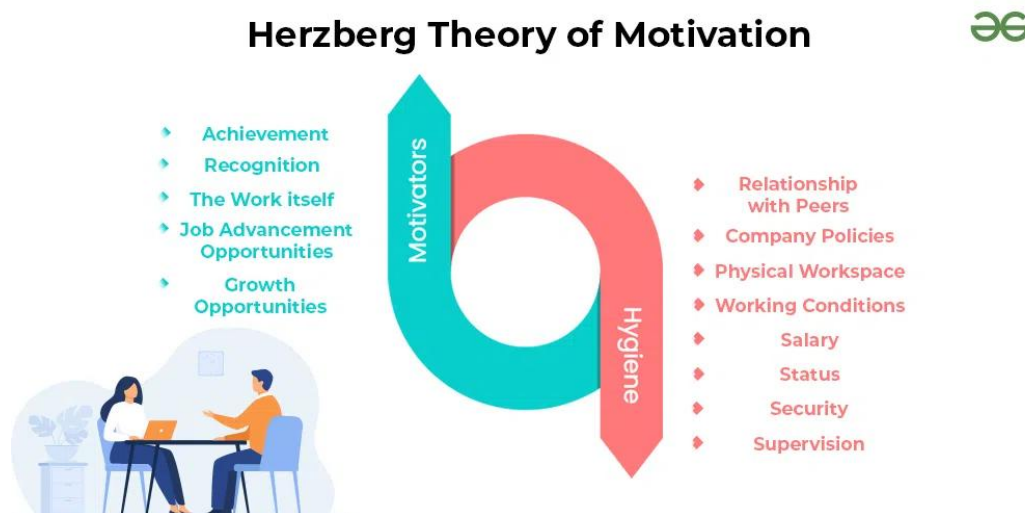 Herzberg Theory of Motivation
Achievement
Recognition
The Work itself
Job Advancement
Opportunities
Growth
Opportunities
Motivators
Hygiene
Relationship
with Peers
Company Policies
Physical Workspace
Working Conditions
Salary
Status
Security
Supervision